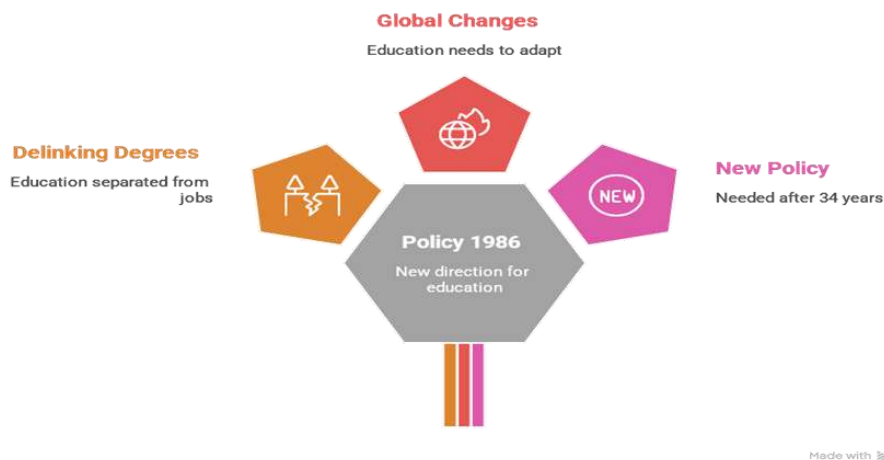 Global Changes
Education needs to adapt
Delinking Degrees
Education separated from
jobs
New Policy
Needed after 34 years
NEW
Policy 1986
New direction for
education
Made with